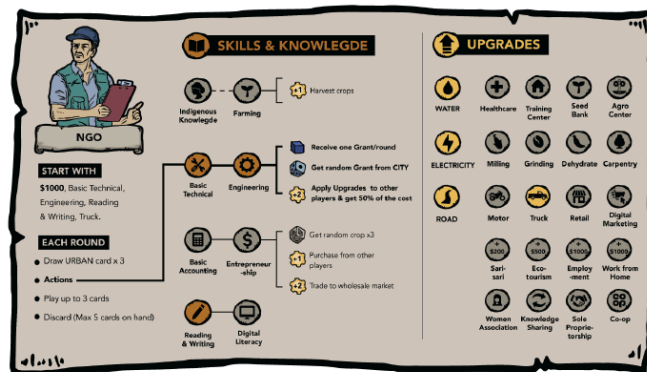 NGO
START WITH
$1000, Basic Technical,
Engineering, Reading
& Writing, Truck.
EACH ROUND
Draw URBAN card x 3
Actions
Play up to 3 cards
Discard (Max 5 cards on hand)
SKILLS & KNOWLEGDE
Indigenous
Knowlegde
Farming
+1 Harvest crops
Basic
Technical
Engineering
Receive one Grant/round
Get random Grant from CITY
+2 Apply Upgrades to other
players & get 50% of the cost
Basic
Accounting
Entrepreneur
-ship
Get random crop x3
+1 Purchase from other
players
+2 Trade to wholesale market
Reading
& Writing
Digital
Literacy
UPGRADES
WATER
Healthcare
Training
Center
Seed
Bank
Agro
Center
ELECTRICITY
Milling
Grinding
Dehydrate
Carpentry
ROAD
Motor
Truck
Retail
Digital
Marketing
+
$200
+
$500
+
$1000
+
$1000
Sari-
sari
Eco-
tourism
Employ
-ment
Work from
Home
Women
Association
Knowledge
Sharing
Sole
Proprie-
torship
Co-op